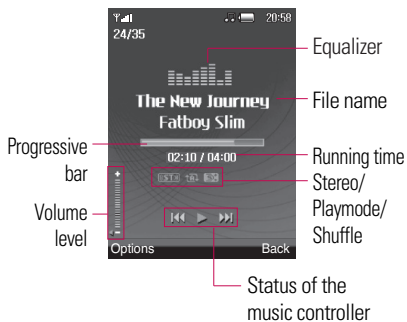 20:58
24/35
Equalizer
The New Journey
File name
Fatboy Slim
Progressive
bar
02:10 / 04:00
Running time
Stereo/
Playmode/
Shuffle
Volume
level
Options
Back
Status of the
music controller